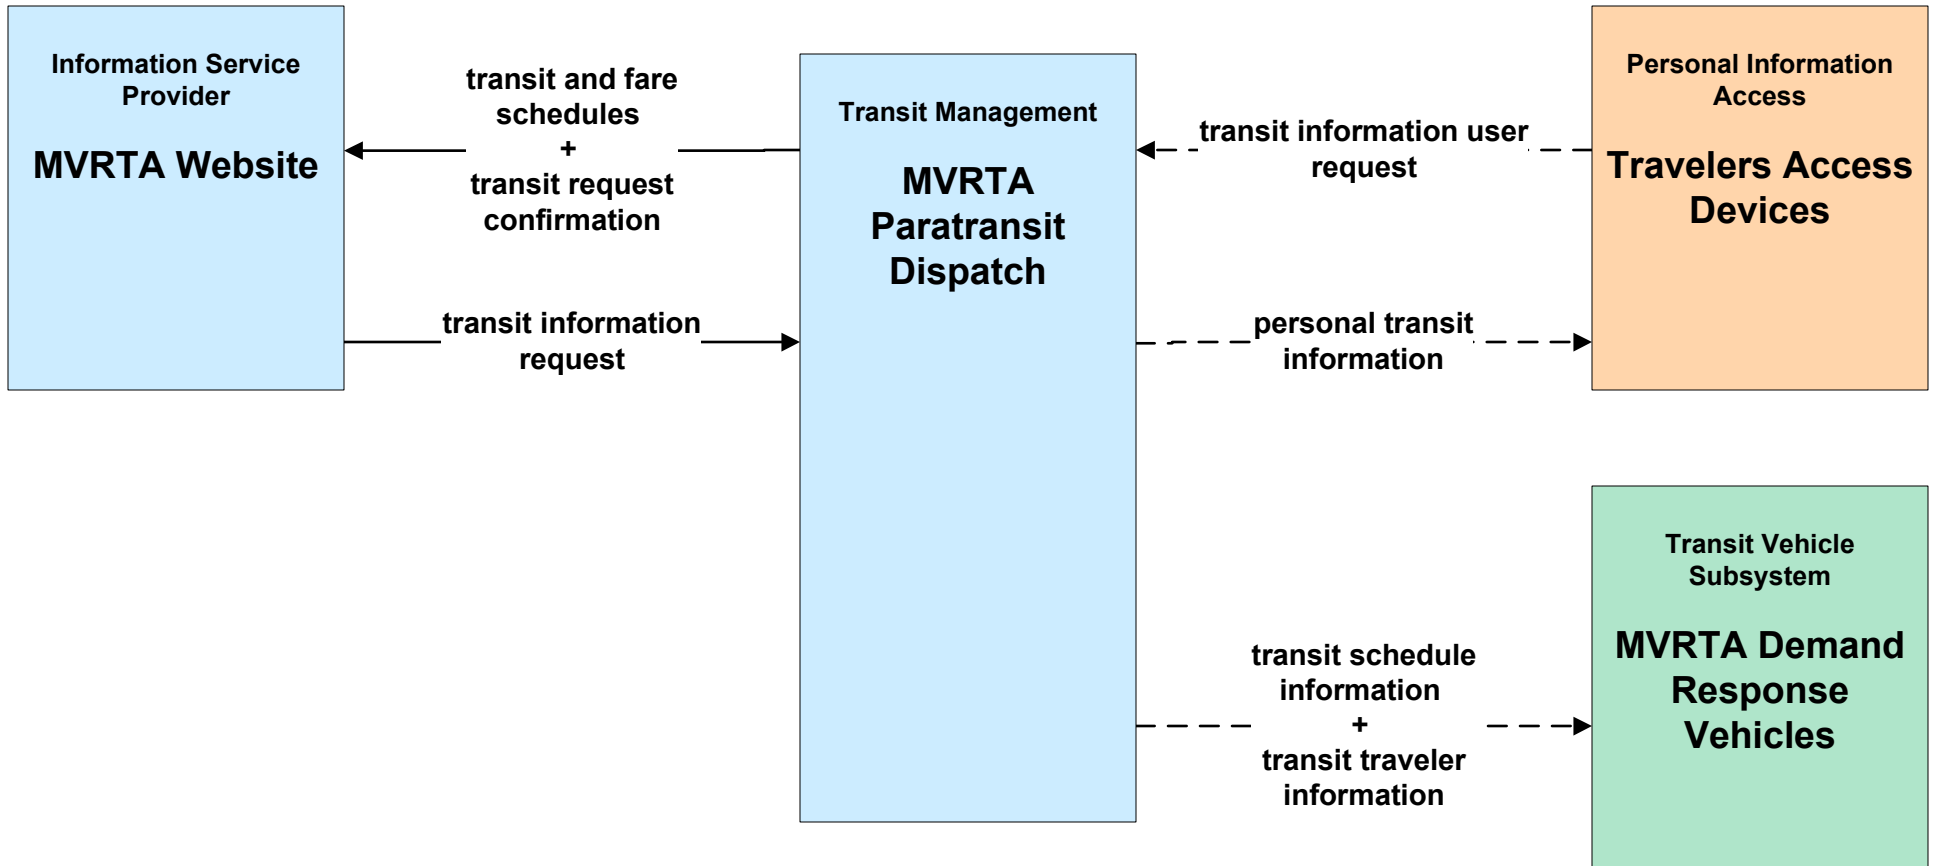 Information Service
Provider
MVRTA Website
transit and fare
schedules
+
transit request
confirmation
transit information
request
Transit Management
MVRTA
Paratransit
Dispatch
transit information user
request
personal transit
information
transit schedule
information
+
transit traveler
information
Personal Information
Access
Travelers Access
Devices
Transit Vehicle
Subsystem
MVRTA Demand
Response
Vehicles